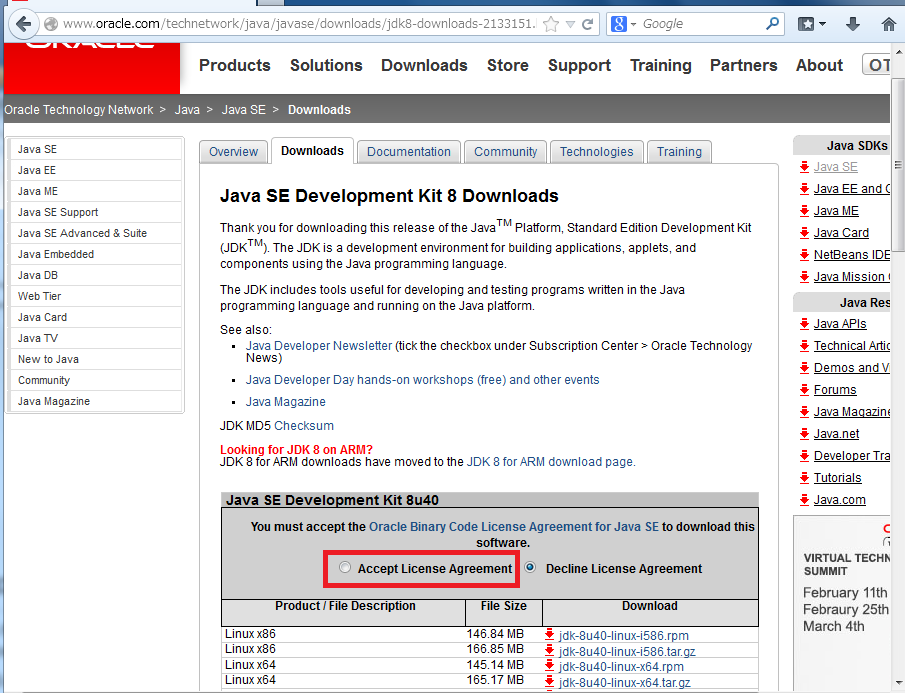 www.oracle.com/technetwork/java/javase/downloads/jdk8-downloads-2133151.
Google
ORACLE
Products Solutions Downloads Store Support Training Partners About OT
Oracle Technology Network > Java > Java SE > Downloads
Java SE
Java EE
Java ME
Java SE Support
Java SE Advanced & Suite
Java Embedded
Java DB
Web Tier
Java Card
Java TV
New to Java
Community
Java Magazine
Overview Downloads Documentation Community Technologies Training
Java SE Development Kit 8 Downloads
Thank you for downloading this release of the Java™ Platform, Standard Edition Development Kit
(JDK™). The JDK is a development environment for building applications, applets, and
components using the Java programming language.
The JDK includes tools useful for developing and testing programs written in the Java
programming language and running on the Java platform.
See also:
Java Developer Newsletter (tick the checkbox under Subscription Center > Oracle Technology
News)
Java Developer Day hands-on workshops (free) and other events
Java Magazine
JDK MD5 Checksum
Looking for JDK 8 on ARM?
JDK 8 for ARM downloads have moved to the JDK 8 for ARM download page.
Java SE Development Kit 8u40
You must accept the Oracle Binary Code License Agreement for Java SE to download this
software.
Accept License Agreement Decline License Agreement
Product / File Description File Size Download
Linux x86 146.84 MB jdk-8u40-linux-i586.rpm
Linux x86 166.85 MB jdk-8u40-linux-i586.tar.gz
Linux x64 145.14 MB jdk-8u40-linux-x64.rpm
Linux x64 165.17 MB jdk-8u40-linux-x64.tar.gz
Java SDKs
Java SE
Java EE and G
Java ME
Java Card
NetBeans IDE
Java Mission
Java Res
Java APIs
Technical Artic
Demos and V
Forums
Java Magazine
Java.net
Developer Tra
Tutorials
Java.com
VIRTUAL TECHN
SUMMIT
February 11th
Febraury 25th
March 4th